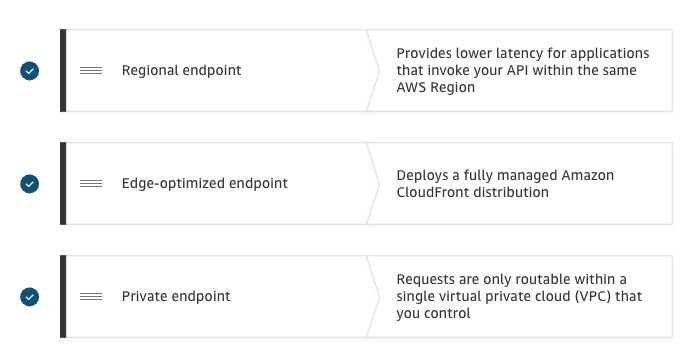 Regional endpoint
Provides lower latency for applications
that invoke your API within the same
AWS Region
Edge-optimized endpoint
Deploys a fully managed Amazon
CloudFront distribution
Private endpoint
Requests are only routable within a
single virtual private cloud (VPC) that
you control